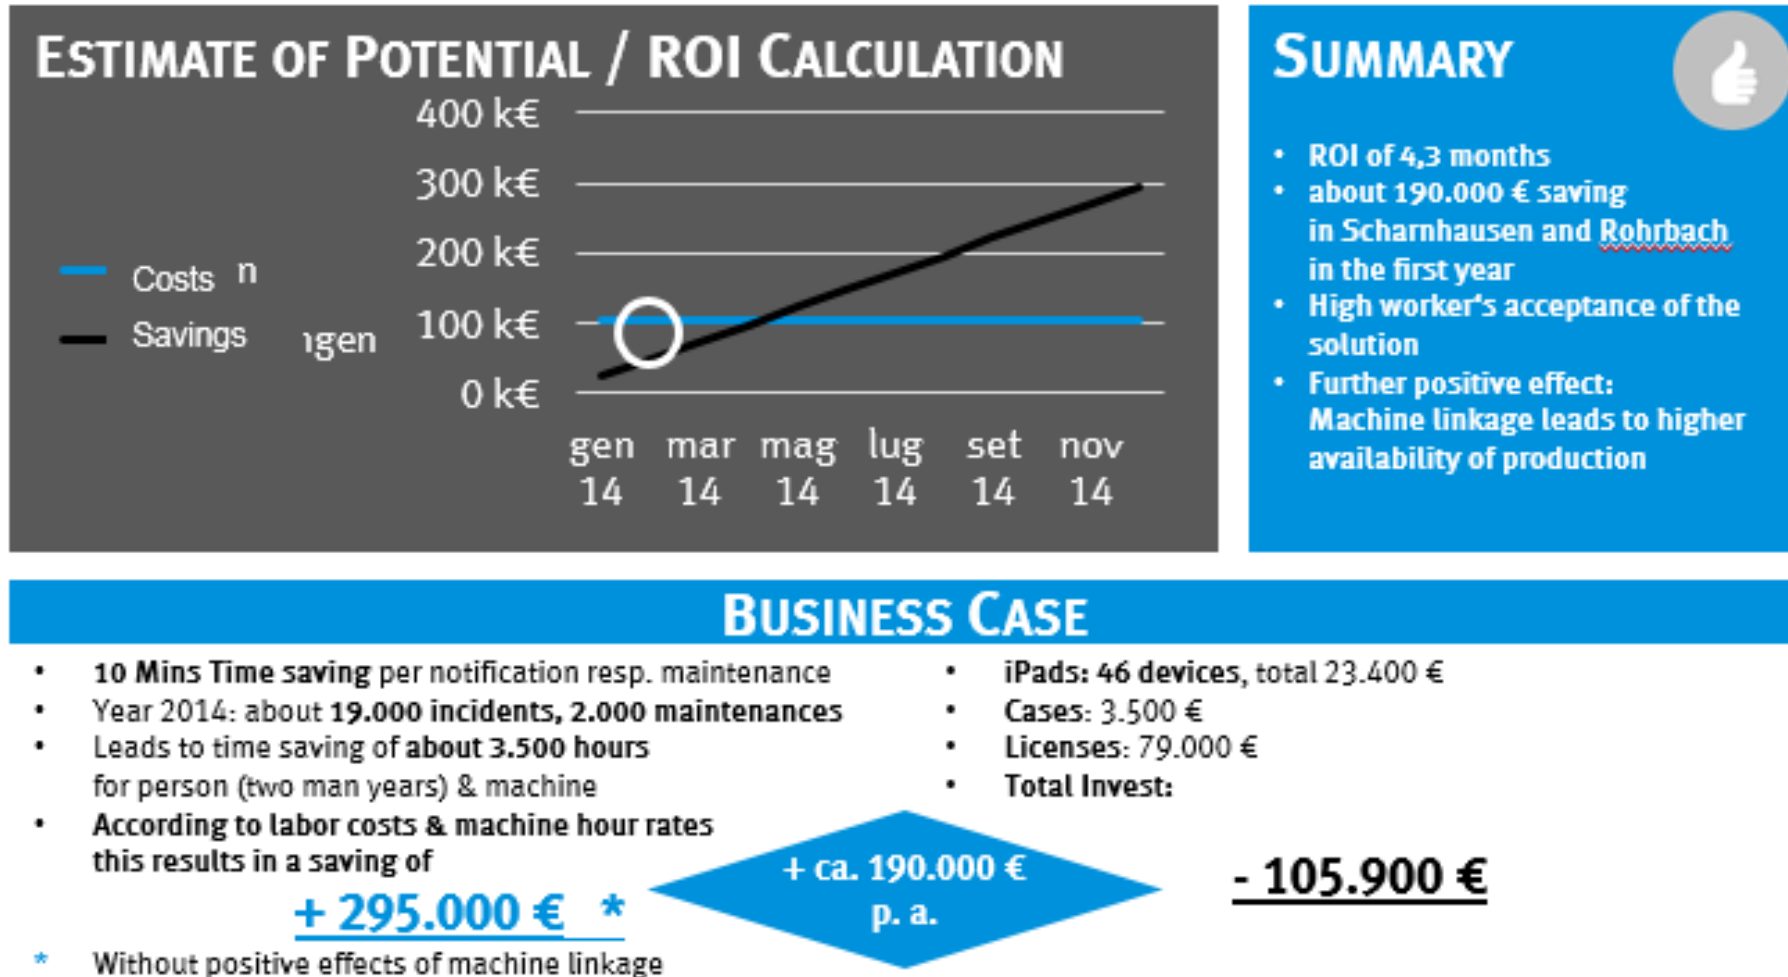 ESTIMATE OF POTENTIAL / ROI CALCULATION
400 k€
300 k€
200 k€
100 k€
0 k€
Costs n
Savings ngen
gen mar mag lug set nov
14 14 14 14 14 14
SUMMARY
• ROI of 4,3 months
• about 190.000 € saving
in Scharnhausen and Rohrbach
in the first year
• High worker's acceptance of the
solution
• Further positive effect:
Machine linkage leads to higher
availability of production
BUSINESS CASE
• 10 Mins Time saving per notification resp. maintenance
• Year 2014: about 19.000 incidents, 2.000 maintenances
• Leads to time saving of about 3.500 hours
for person (two man years) & machine
• According to labor costs & machine hour rates
this results in a saving of
+ 295.000 € *
* Without positive effects of machine linkage
• iPads: 46 devices, total 23.400 €
• Cases: 3.500 €
• Licenses: 79.000 €
• Total Invest:
+ ca. 190.000 €
p. a.
- 105.900 €